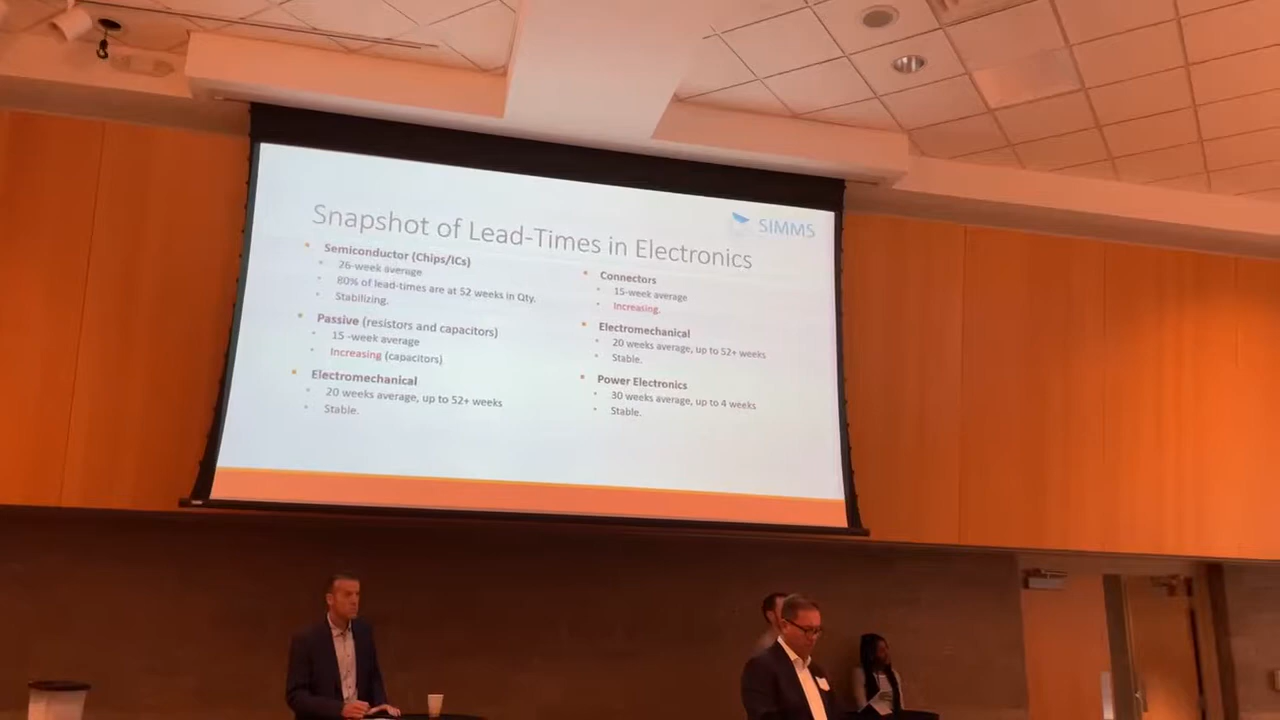 Snapshot of Lead-Times in Electronics
SIMMS
Semiconductor (Chips/ICs)
26-week average
80% of lead-times are at 52 weeks in Qty.
Stabilizing.
Passive (resistors and capacitors)
15 -week average
Increasing (capacitors)
Electromechanical
20 weeks average, up to 52+ weeks
Stable.
Connectors
15-week average
Increasing.
Electromechanical
20 weeks average, up to 52+ weeks
Stable.
Power Electronics
30 weeks average, up to 4 weeks
Stable.